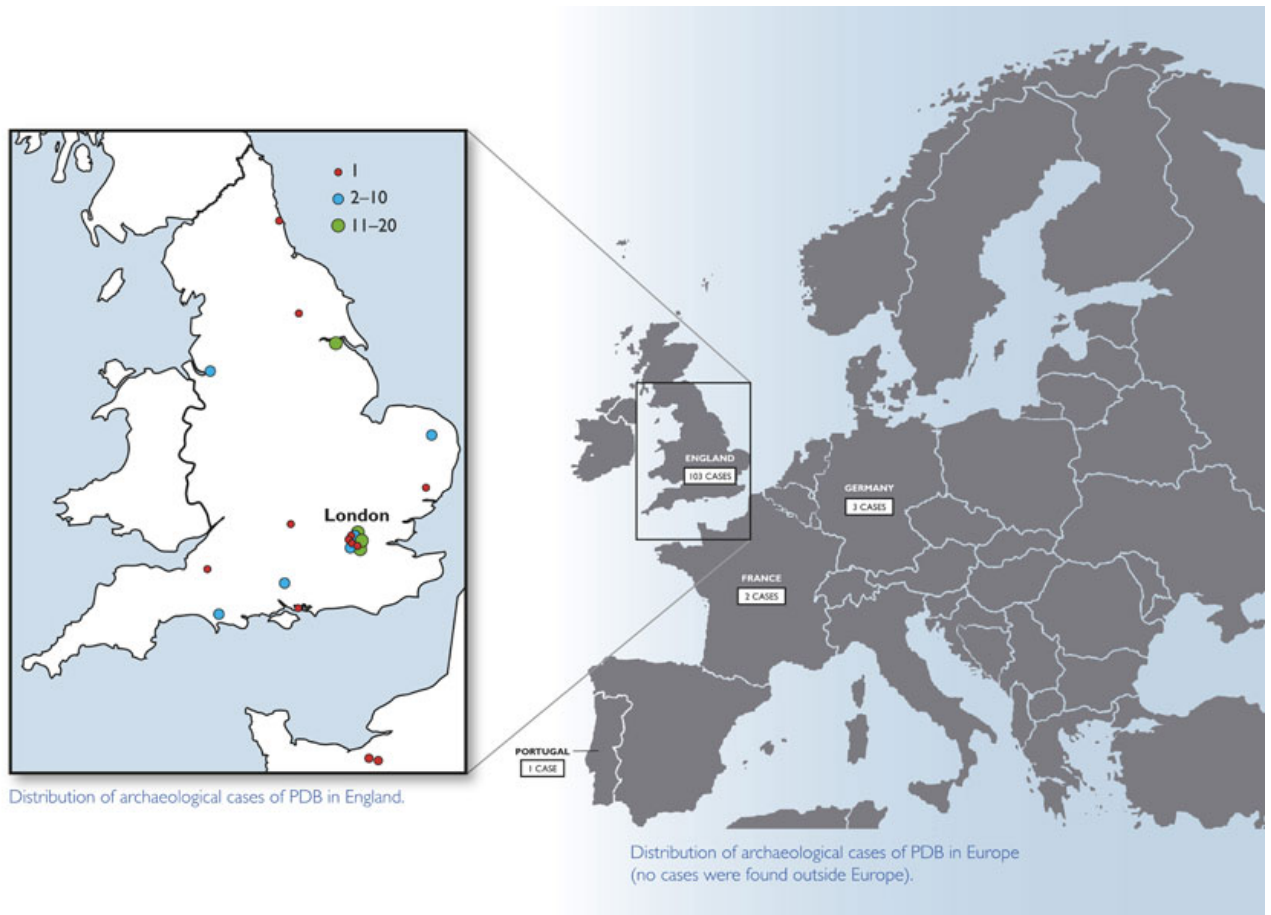 1
2–10
11–20
London
Distribution of archaeological cases of PDB in England.
ENGLAND
103 CASES
GERMANY
3 CASES
FRANCE
2 CASES
PORTUGAL
1 CASE
Distribution of archaeological cases of PDB in Europe
(no cases were found outside Europe).